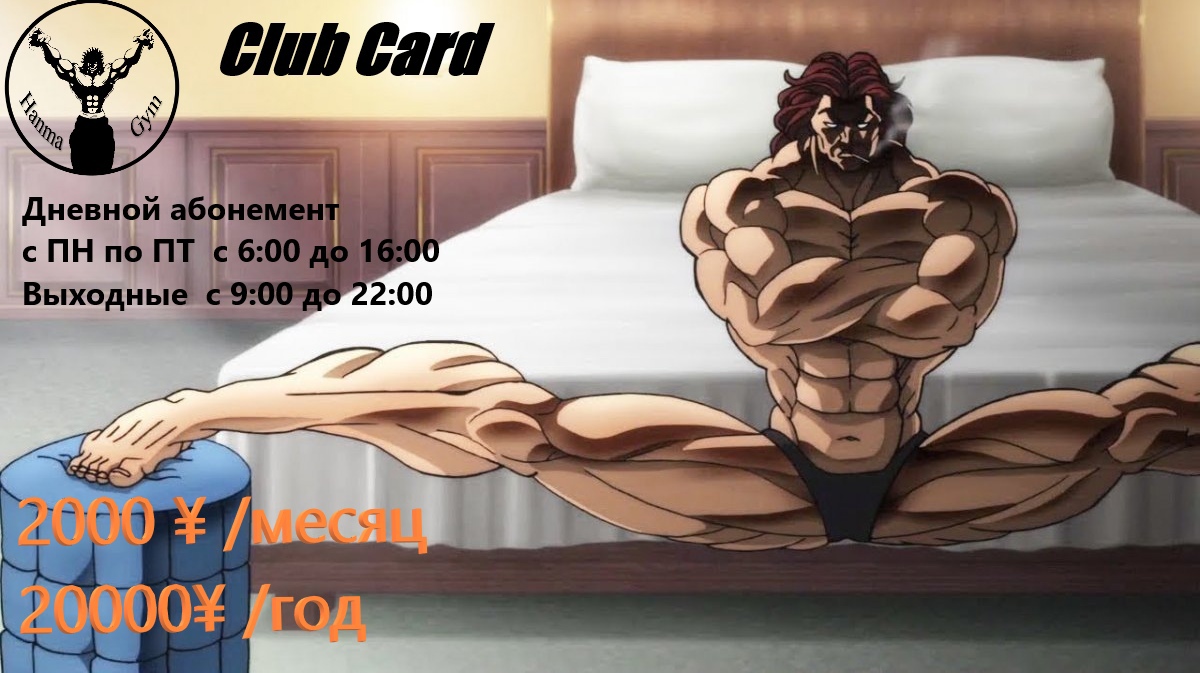 Club Card
Hanma Gym
Дневной абонемент
с ПН по ПТ с 6:00 до 16:00
Выходные с 9:00 до 22:00
2000 ¥ /месяц
20000¥ /год